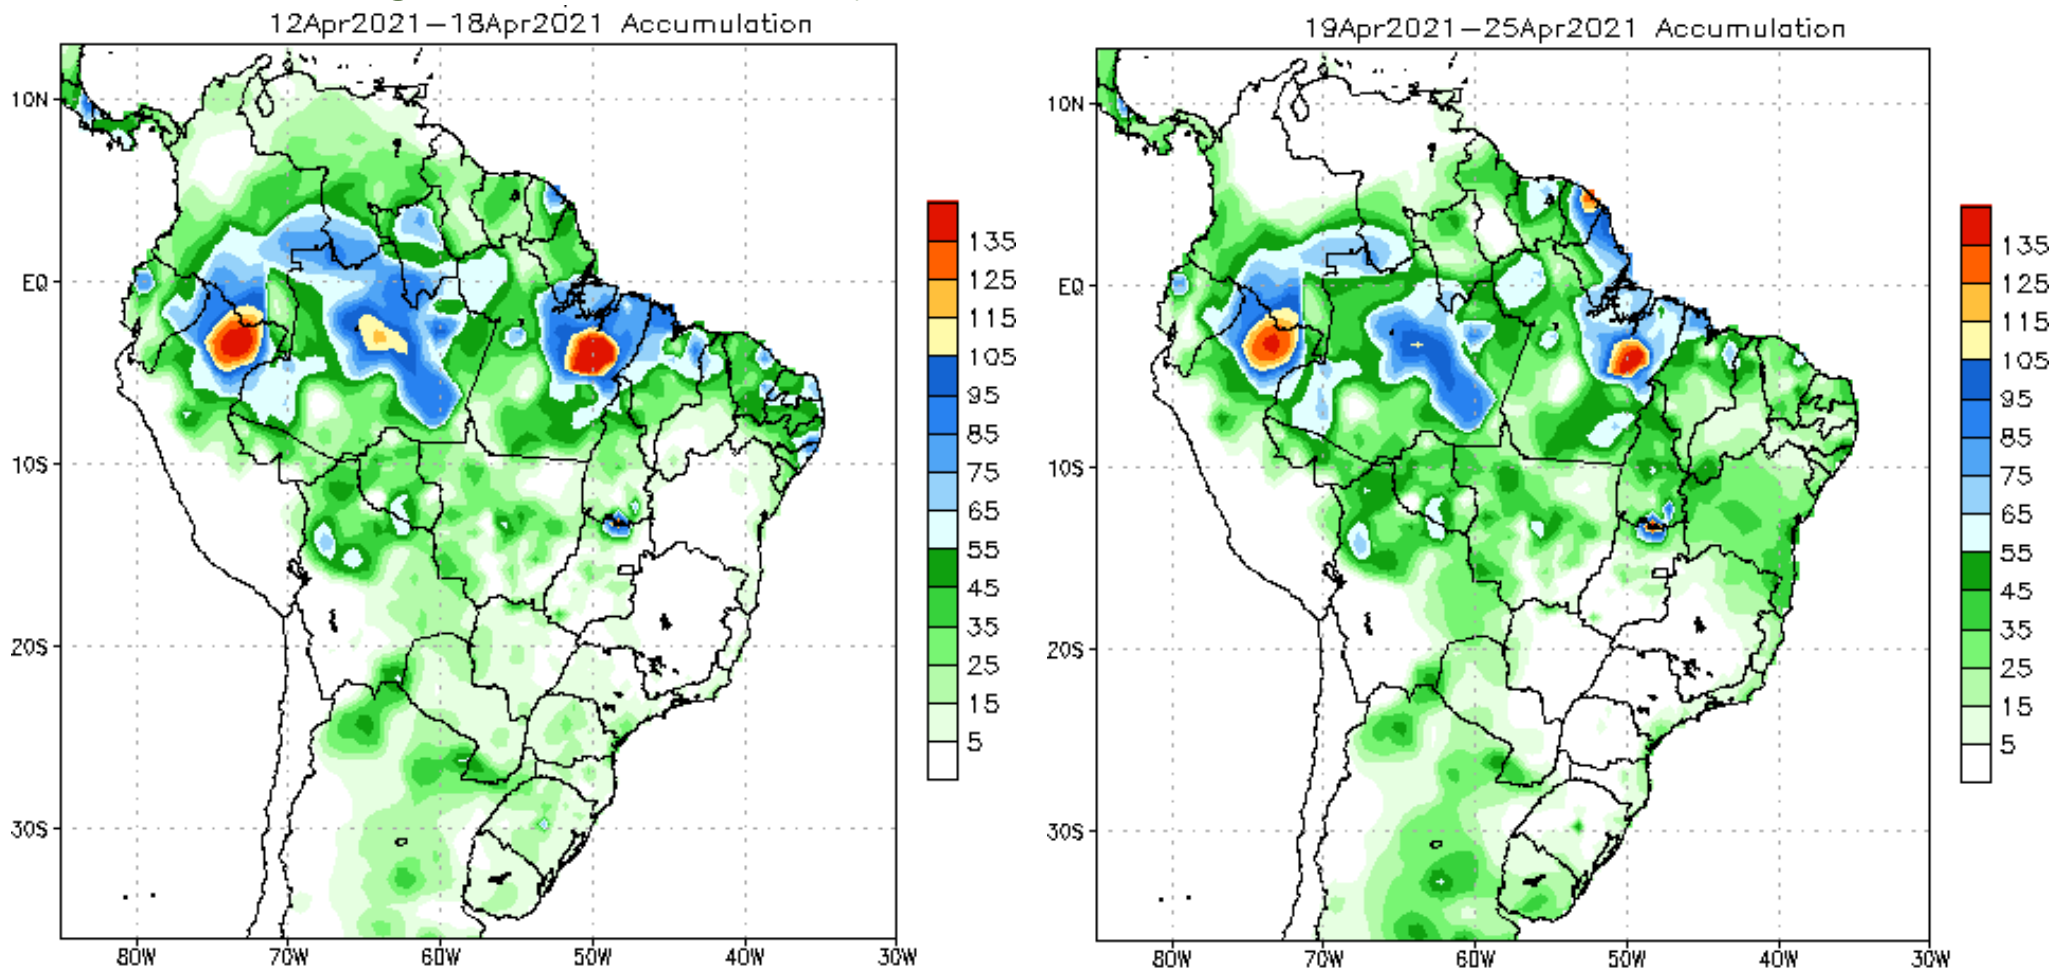 12Apr2021–18Apr2021 Accumulation
10N
EQ
10S
20S
30S
80W
70W
60W
50W
40W
30W
135
125
115
105
95
85
75
65
55
45
35
25
15
5
19Apr2021–25Apr2021 Accumulation
10N
EQ
10S
20S
30S
80W
70W
60W
50W
40W
30W
135
125
115
105
95
85
75
65
55
45
35
25
15
5